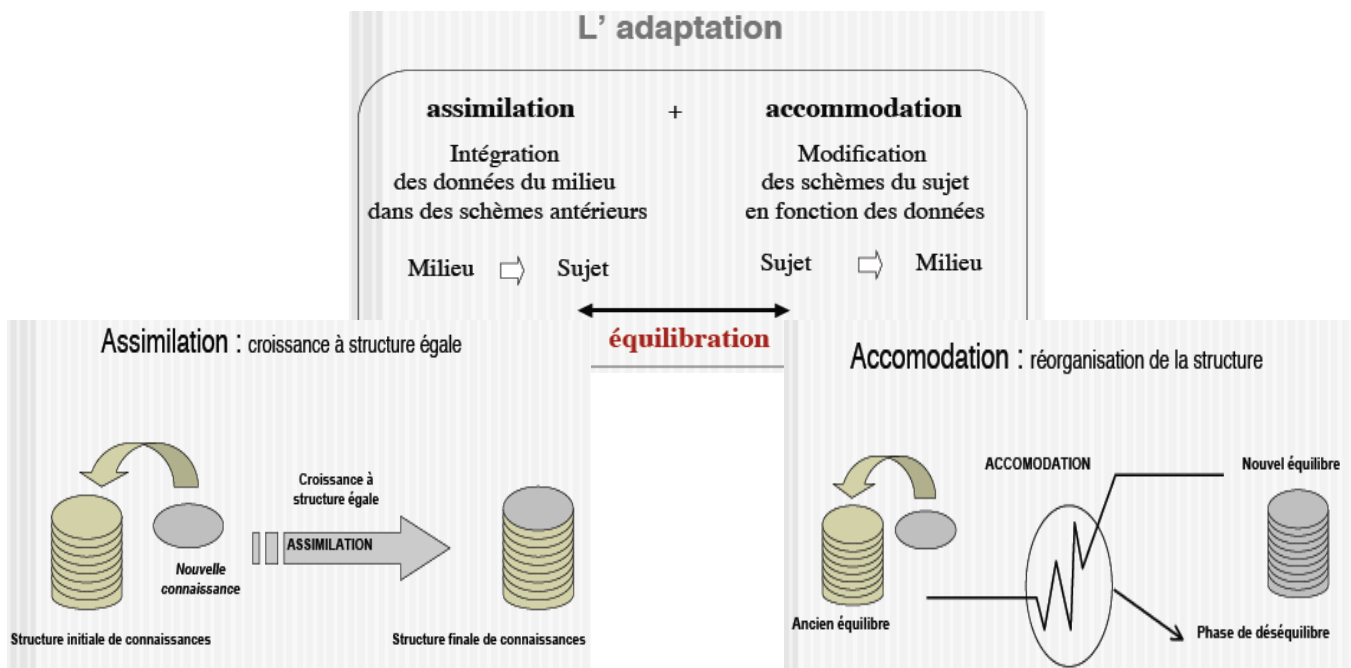 L' adaptation
assimilation + accommodation
Intégration
des données du milieu
dans des schèmes antérieurs
Modification
des schèmes du sujet
en fonction des données
Milieu Sujet
Sujet Milieu
équilibration
Assimilation : croissance à structure égale
Croissance à
structure égale
ASSIMILATION
Nouvelle
connaissance
Structure initiale de connaissances
Structure finale de connaissances
Accomodation : réorganisation de la structure
ACCOMODATION
Nouvel équilibre
Ancien équilibre
Phase de déséquilibre